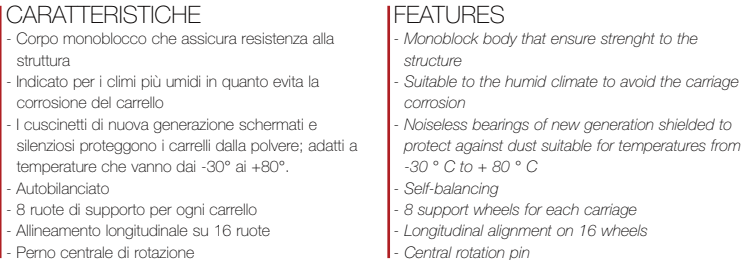 CARATTERISTICHE
- Corpo monoblocco che assicura resistenza alla
struttura
- Indicato per i climi più umidi in quanto evita la
corrosione del carrello
- I cuscinetti di nuova generazione schermati e
silenziosi proteggono i carrelli dalla polvere; adatti a
temperature che vanno dai -30° ai +80°.
- Autobilanciato
- 8 ruote di supporto per ogni carrello
- Allineamento longitudinale su 16 ruote
- Perno centrale di rotazione
FEATURES
- Monoblock body that ensure strenght to the
structure
- Suitable to the humid climate to avoid the carriage
corrosion
- Noiseless bearings of new generation shielded to
protect against dust suitable for temperatures from
-30 ° C to + 80 ° C
- Self-balancing
- 8 support wheels for each carriage
- Longitudinal alignment on 16 wheels
- Central rotation pin